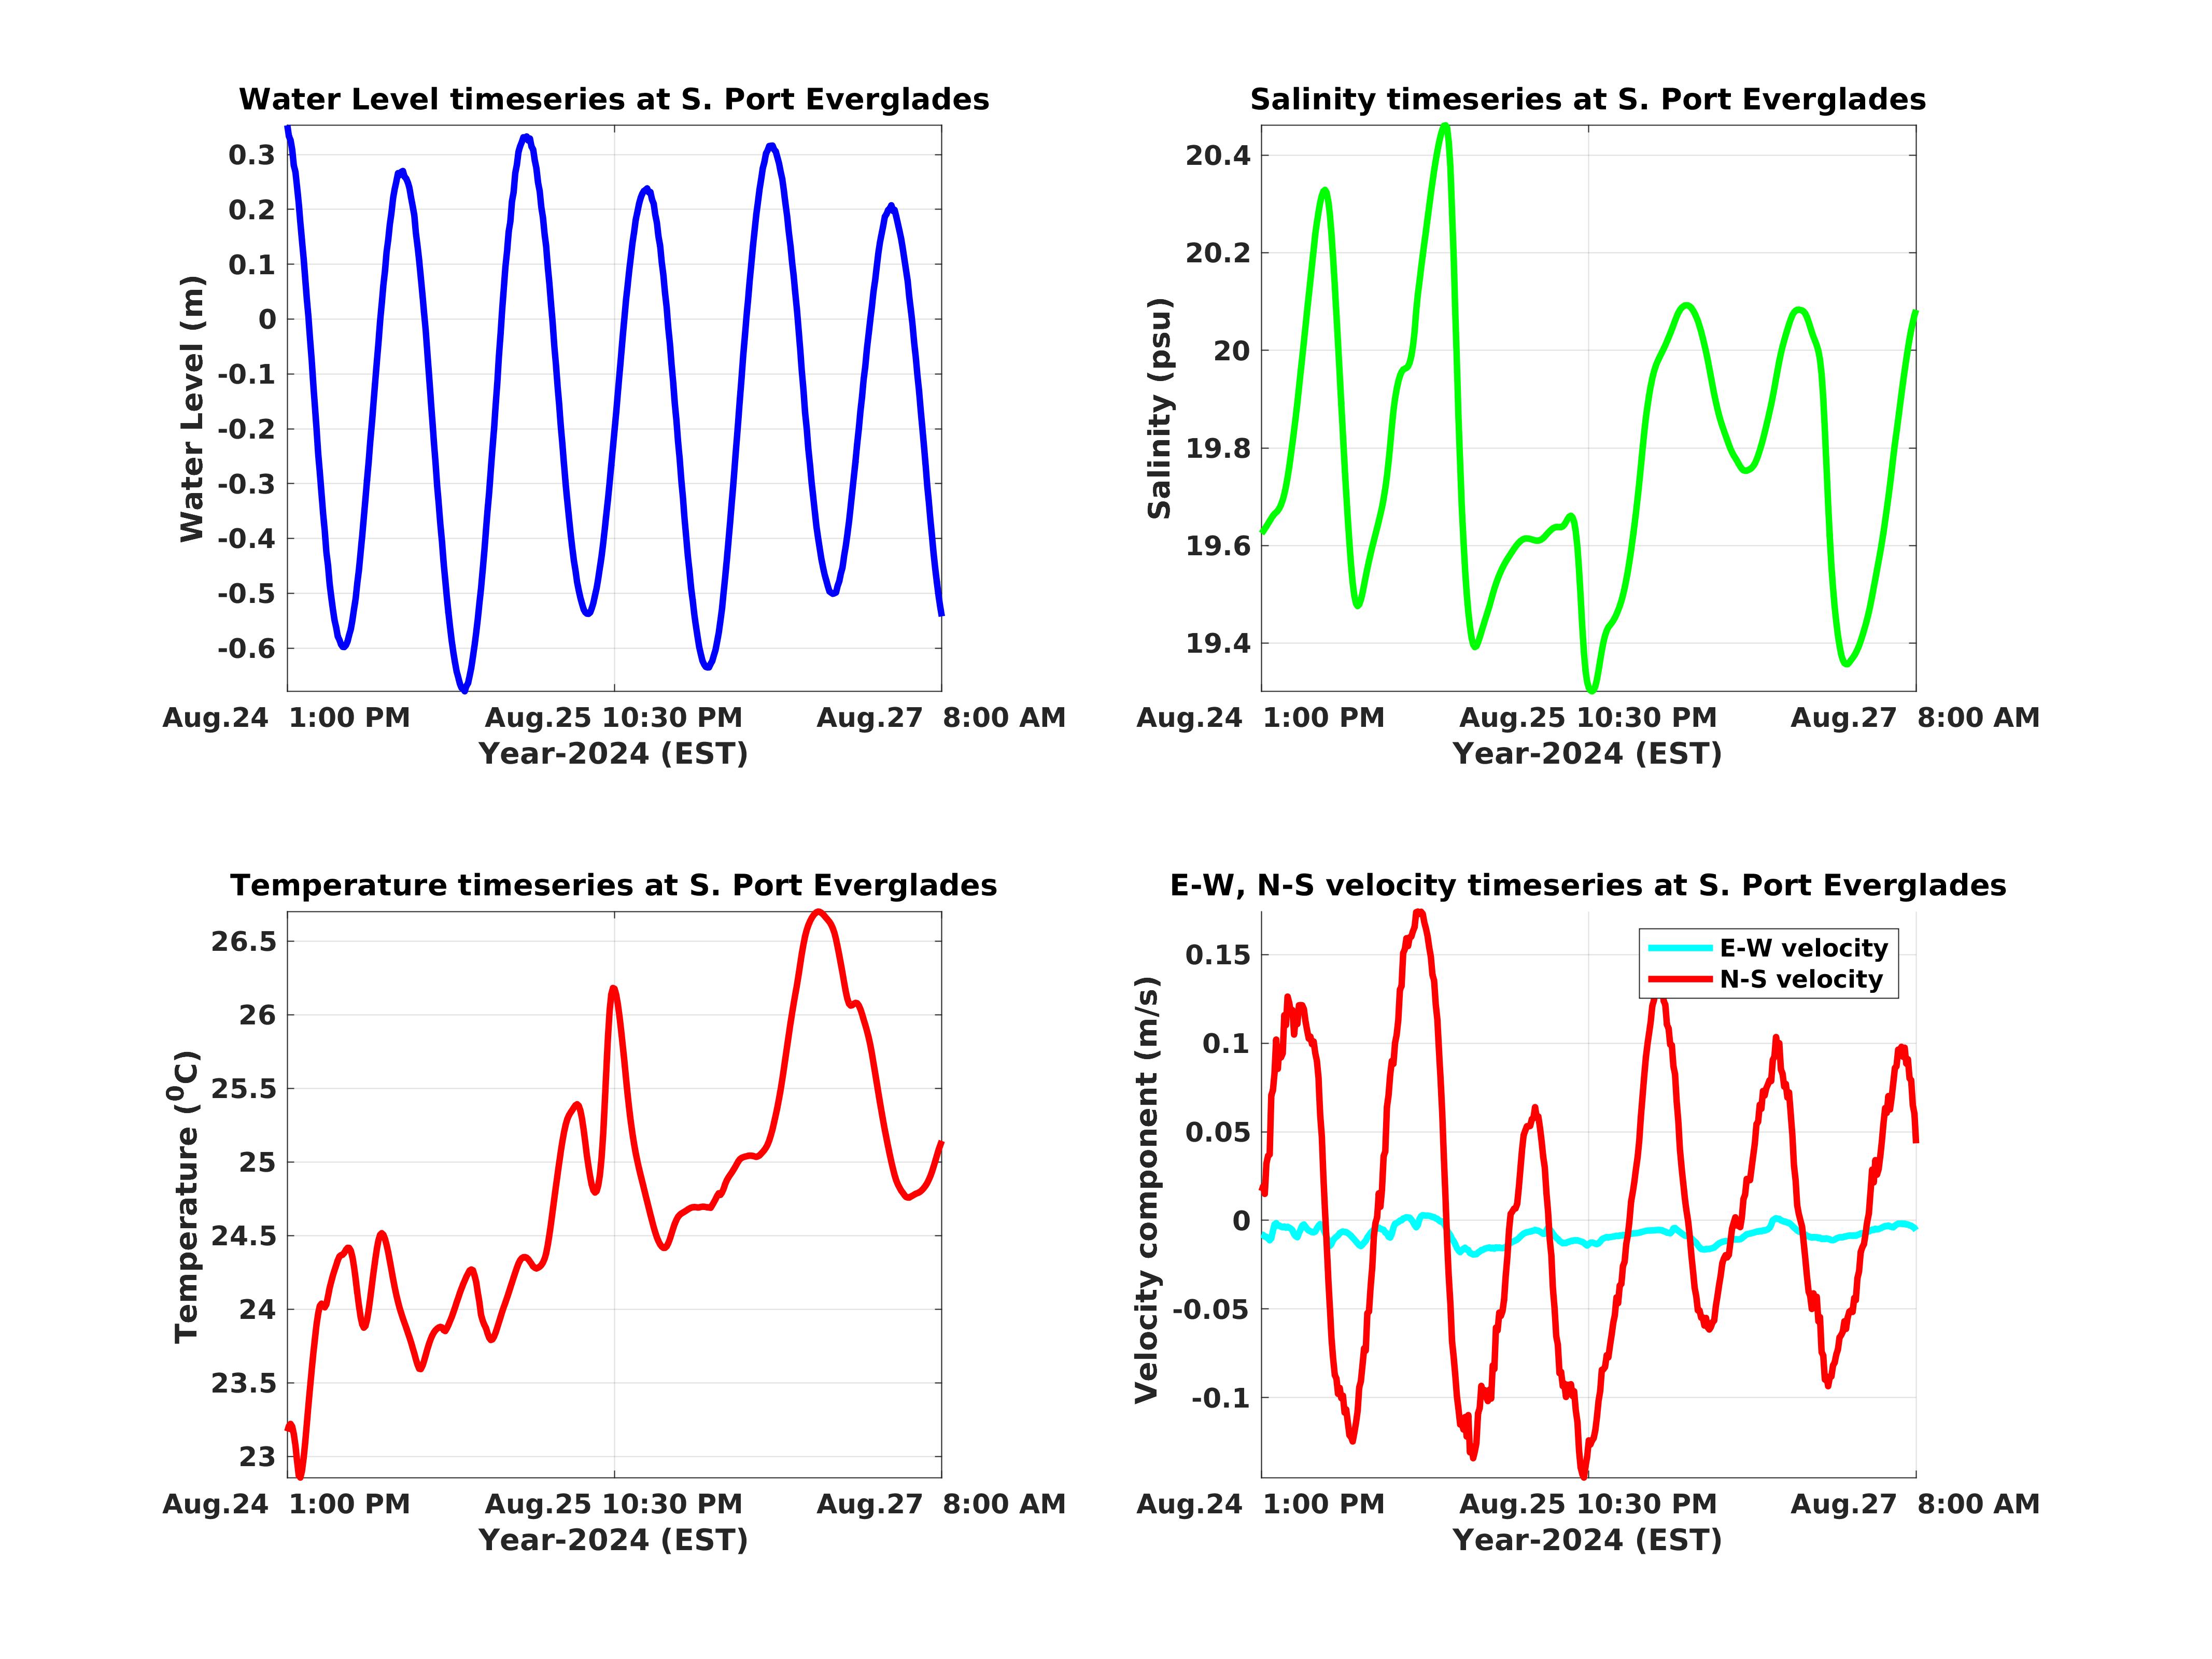 Water Level timeseries at S. Port Everglades
Water Level (m)
0.3
0.2
0.1
0
-0.1
-0.2
-0.3
-0.4
-0.5
-0.6
Aug.24 1:00 PM
Aug.25 10:30 PM
Aug.27 8:00 AM
Year-2024 (EST)
Salinity timeseries at S. Port Everglades
Salinity (psu)
20.4
20.2
20
19.8
19.6
19.4
Aug.24 1:00 PM
Aug.25 10:30 PM
Aug.27 8:00 AM
Year-2024 (EST)
Temperature timeseries at S. Port Everglades
Temperature (⁰C)
26.5
26
25.5
25
24.5
24
23.5
23
Aug.24 1:00 PM
Aug.25 10:30 PM
Aug.27 8:00 AM
Year-2024 (EST)
E-W, N-S velocity timeseries at S. Port Everglades
Velocity component (m/s)
0.15
0.1
0.05
0
-0.05
-0.1
E-W velocity
N-S velocity
Aug.24 1:00 PM
Aug.25 10:30 PM
Aug.27 8:00 AM
Year-2024 (EST)